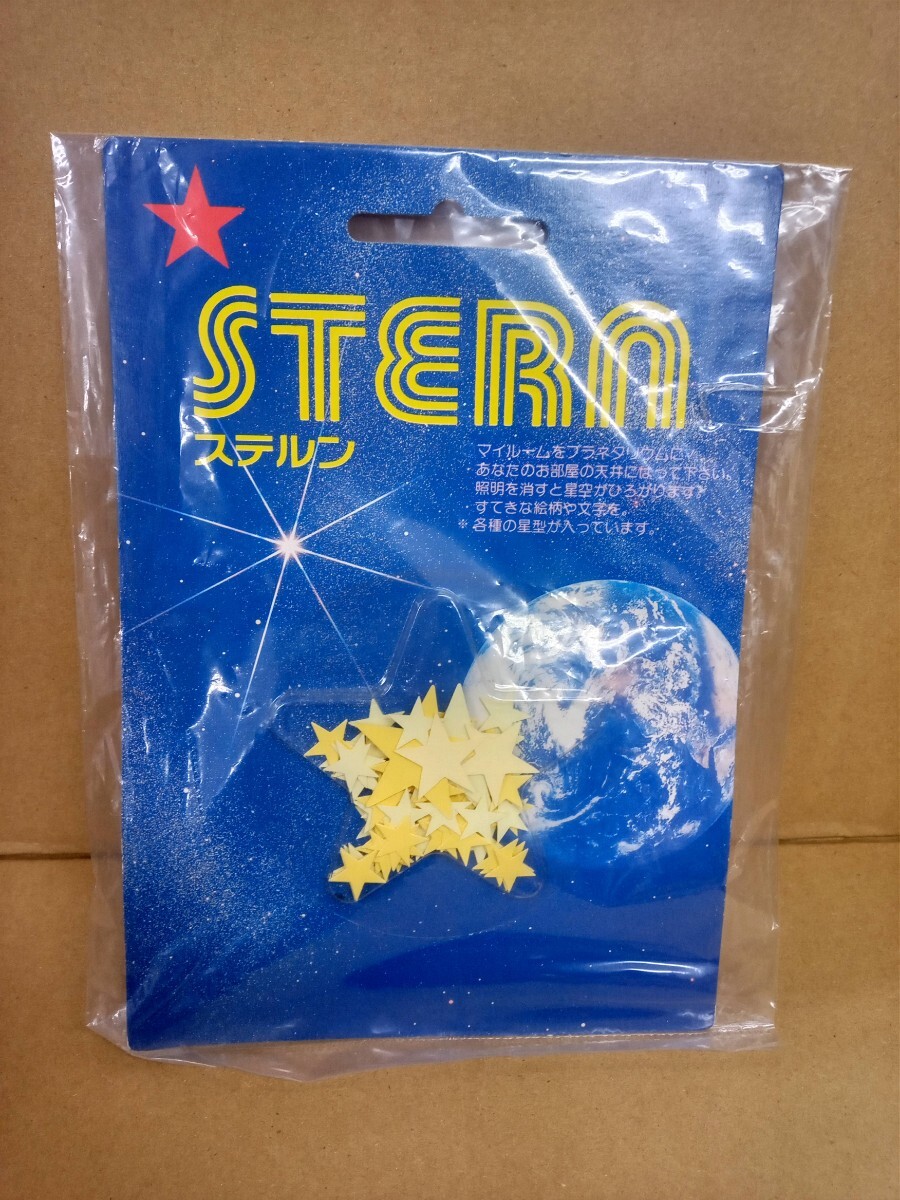 STERN
ステルン
マイルームをプラネタリウムに。
あなたのお部屋の天井にはって下さい。
照明を消すと星空がひろがります。
すてきな絵柄や文字を。
※各種の星型が入っています。